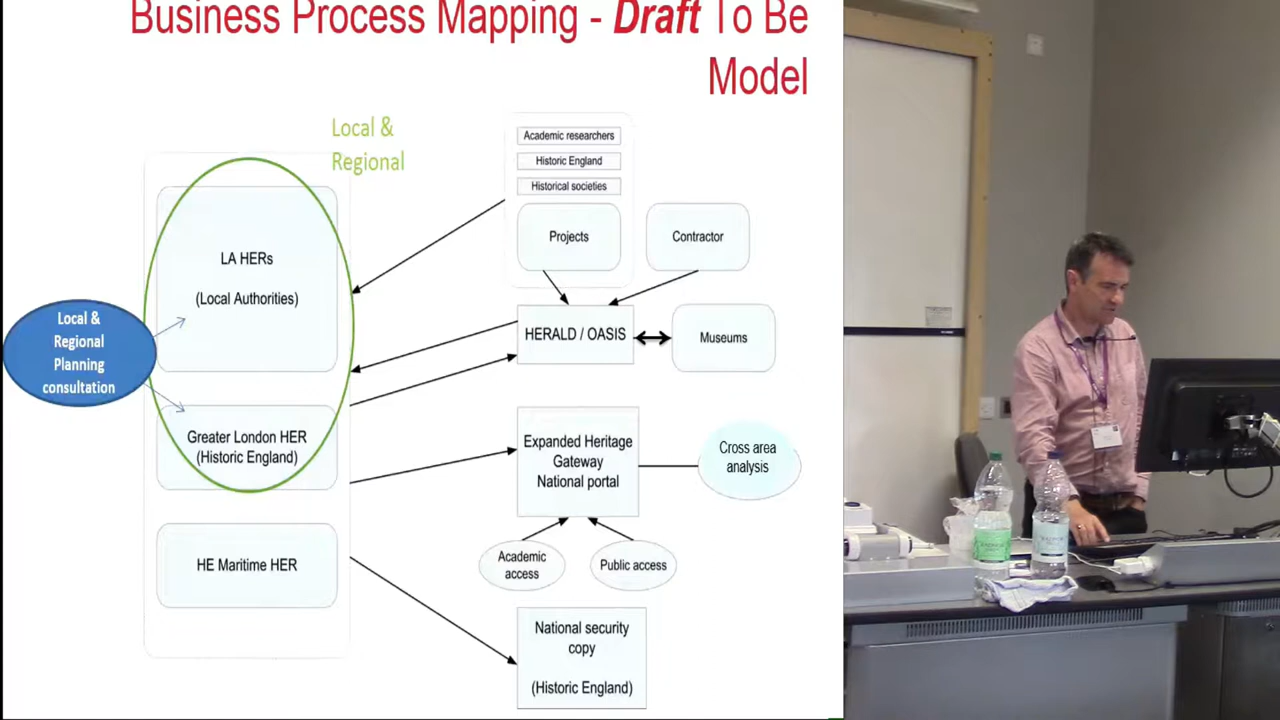 Business Process Mapping - Draft To Be
Model
Local &
Regional
Academic researchers
Historic England
Historical societies
Projects
Contractor
LA HERs
(Local Authorities)
Local &
Regional
Planning
consultation
HERALD / OASIS
Museums
Greater London HER
(Historic England)
Expanded Heritage
Gateway
National portal
Cross area
analysis
HE Maritime HER
Academic
access
Public access
National security
copy
(Historic England)